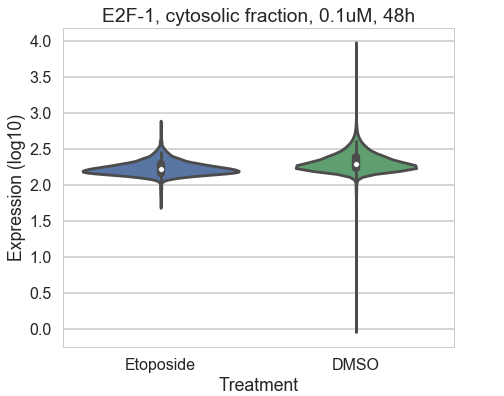 E2F-1, cytosolic fraction, 0.1uM, 48h
Expression (log10)
4.0
3.5
3.0
2.5
2.0
1.5
1.0
0.5
0.0
Etoposide DMSO
Treatment